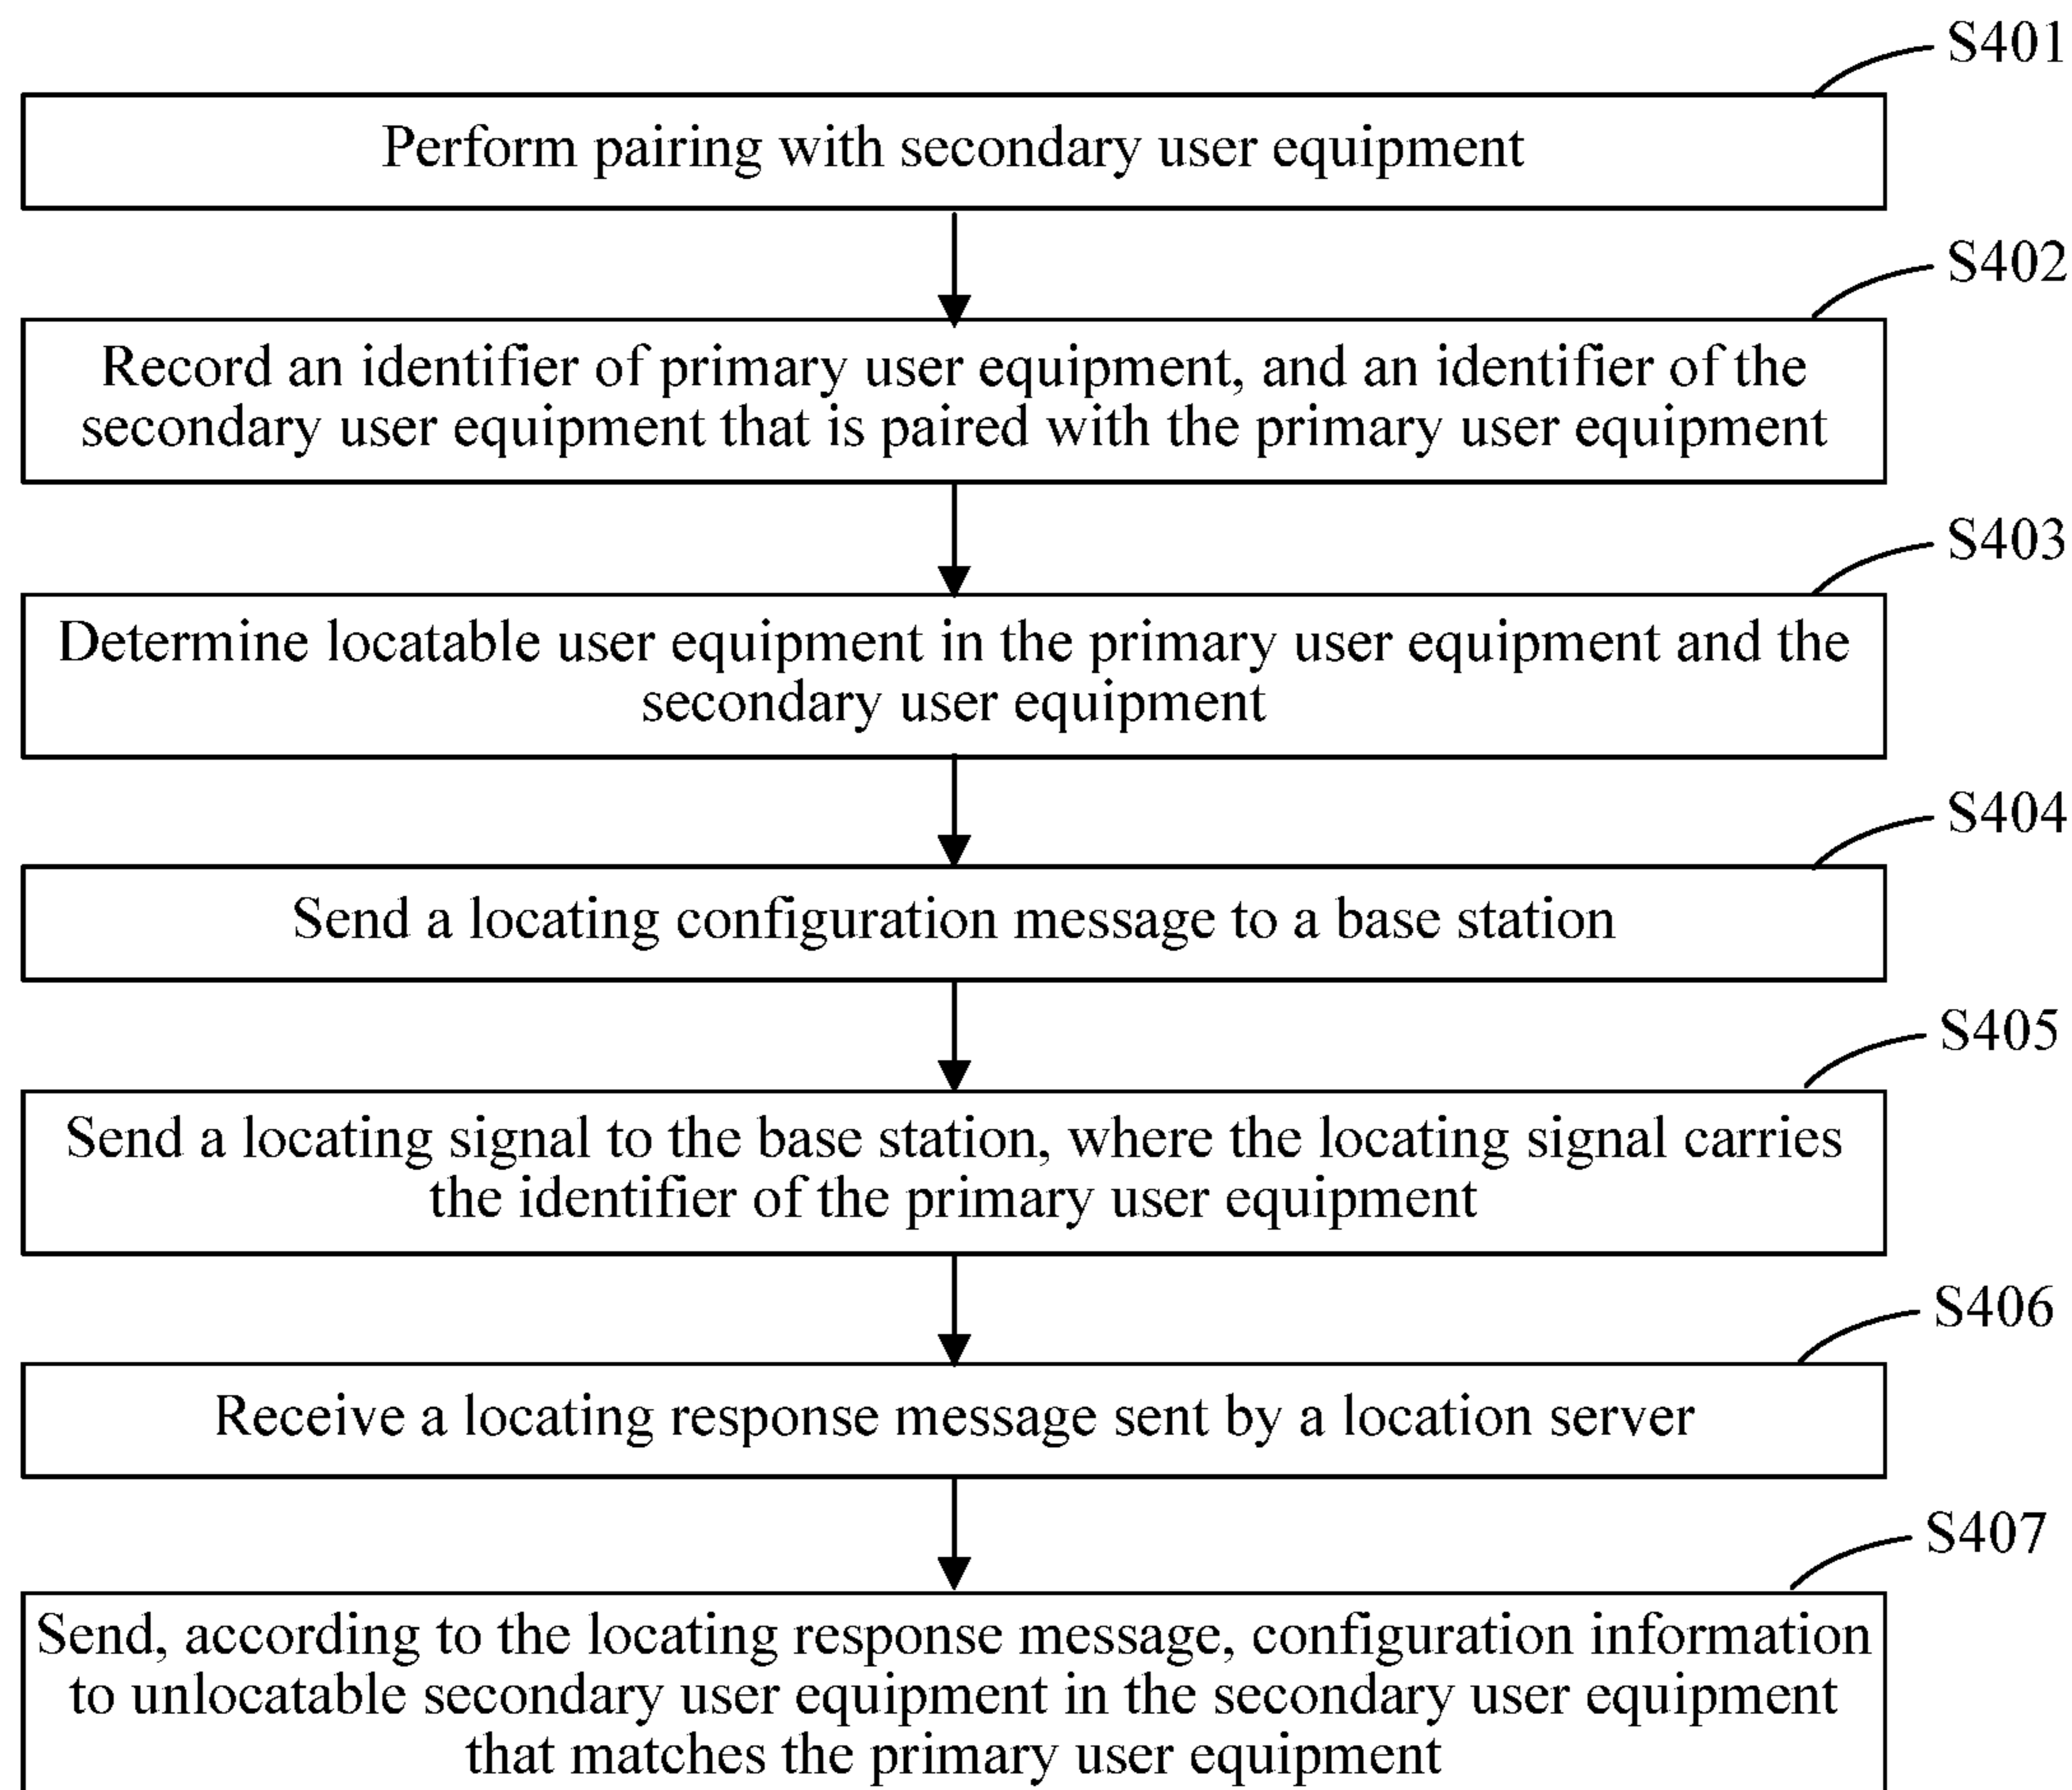 S401
Perform pairing with secondary user equipment
S402
Record an identifier of primary user equipment, and an identifier of the
secondary user equipment that is paired with the primary user equipment
S403
Determine locatable user equipment in the primary user equipment and the
secondary user equipment
S404
Send a locating configuration message to a base station
S405
Send a locating signal to the base station, where the locating signal carries
the identifier of the primary user equipment
S406
Receive a locating response message sent by a location server
S407
Send, according to the locating response message, configuration information
to unlocatable secondary user equipment in the secondary user equipment
that matches the primary user equipment